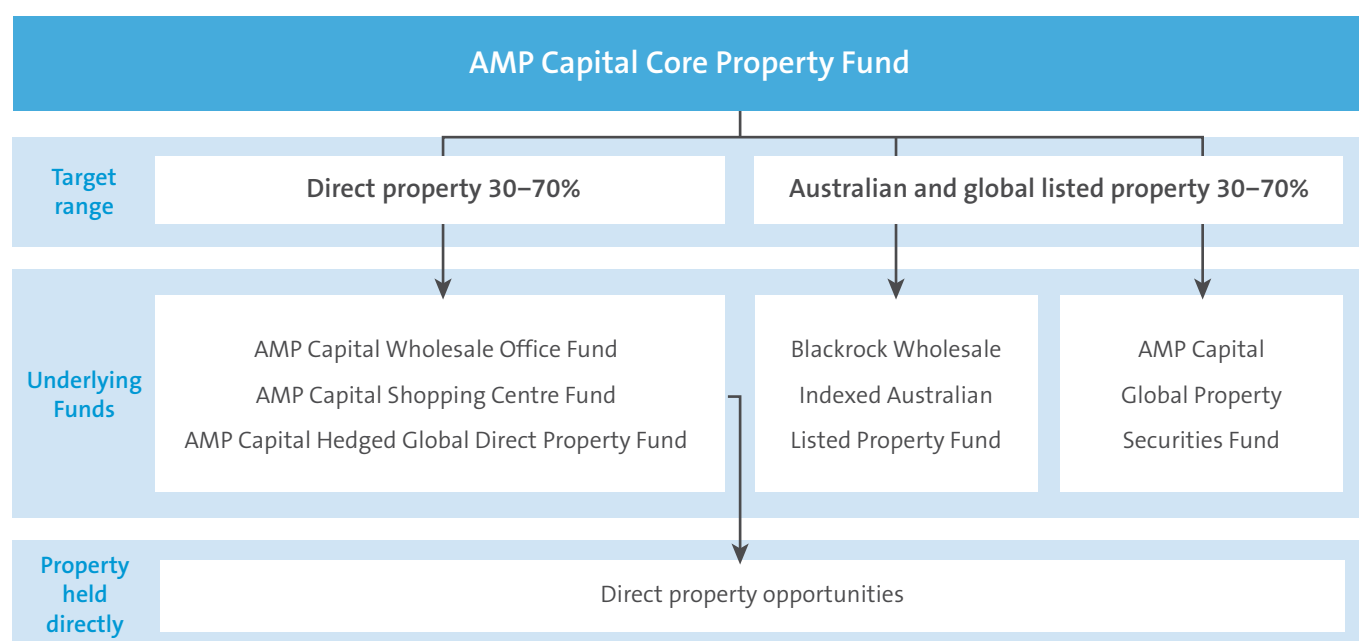 AMP Capital Core Property Fund
Target
range
Direct property 30–70%
Australian and global listed property 30–70%
Underlying
Funds
AMP Capital Wholesale Office Fund
AMP Capital Shopping Centre Fund
AMP Capital Hedged Global Direct Property Fund
Blackrock Wholesale
Indexed Australian
Listed Property Fund
AMP Capital
Global Property
Securities Fund
Property
held
directly
Direct property opportunities